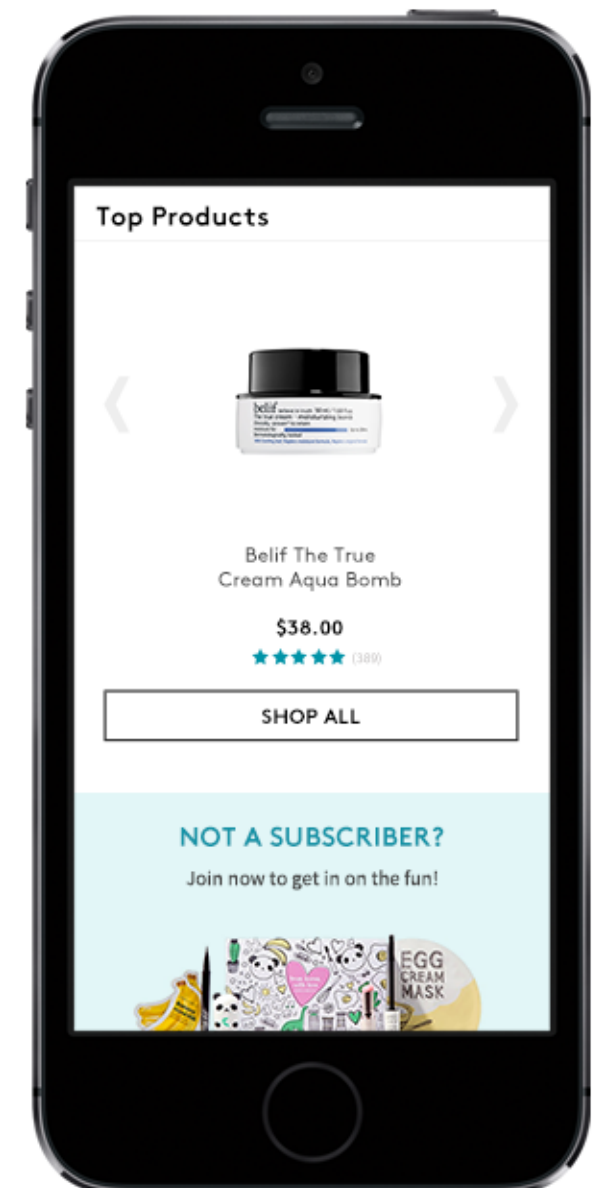 Top Products
belif
Belif The True
Cream Aqua Bomb
$38.00
(389)
SHOP ALL
NOT A SUBSCRIBER?
Join now to get in on the fun!
EGG
CREAM
MASK